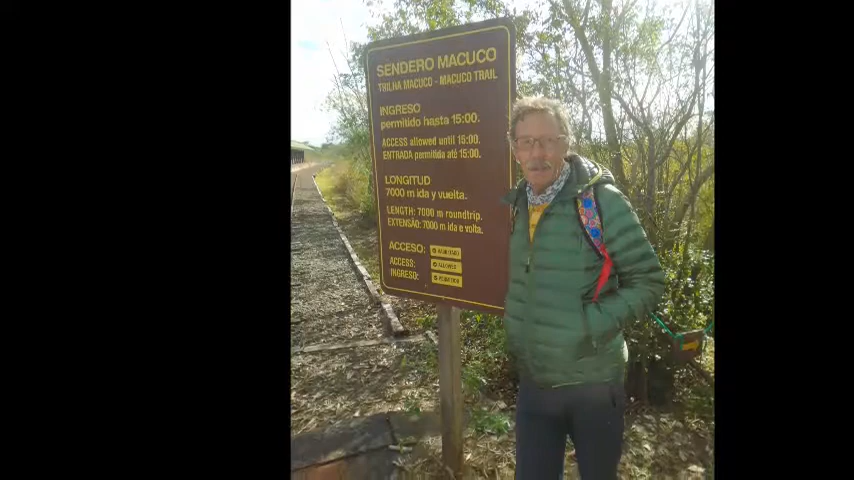 SENDERO MACUCO
TRILHA MACUCO - MACUCO TRAIL
INGRESO
permitido hasta 15:00.
ACCESS allowed until 15:00.
ENTRADA permitida até 15:00.
LONGITUD
7000 m ida y vuelta.
LENGTH: 7000 m roundtrip.
EXTENSÃO: 7000 m ida e volta.
ACCESO:
ACCESS:
INGRESO: